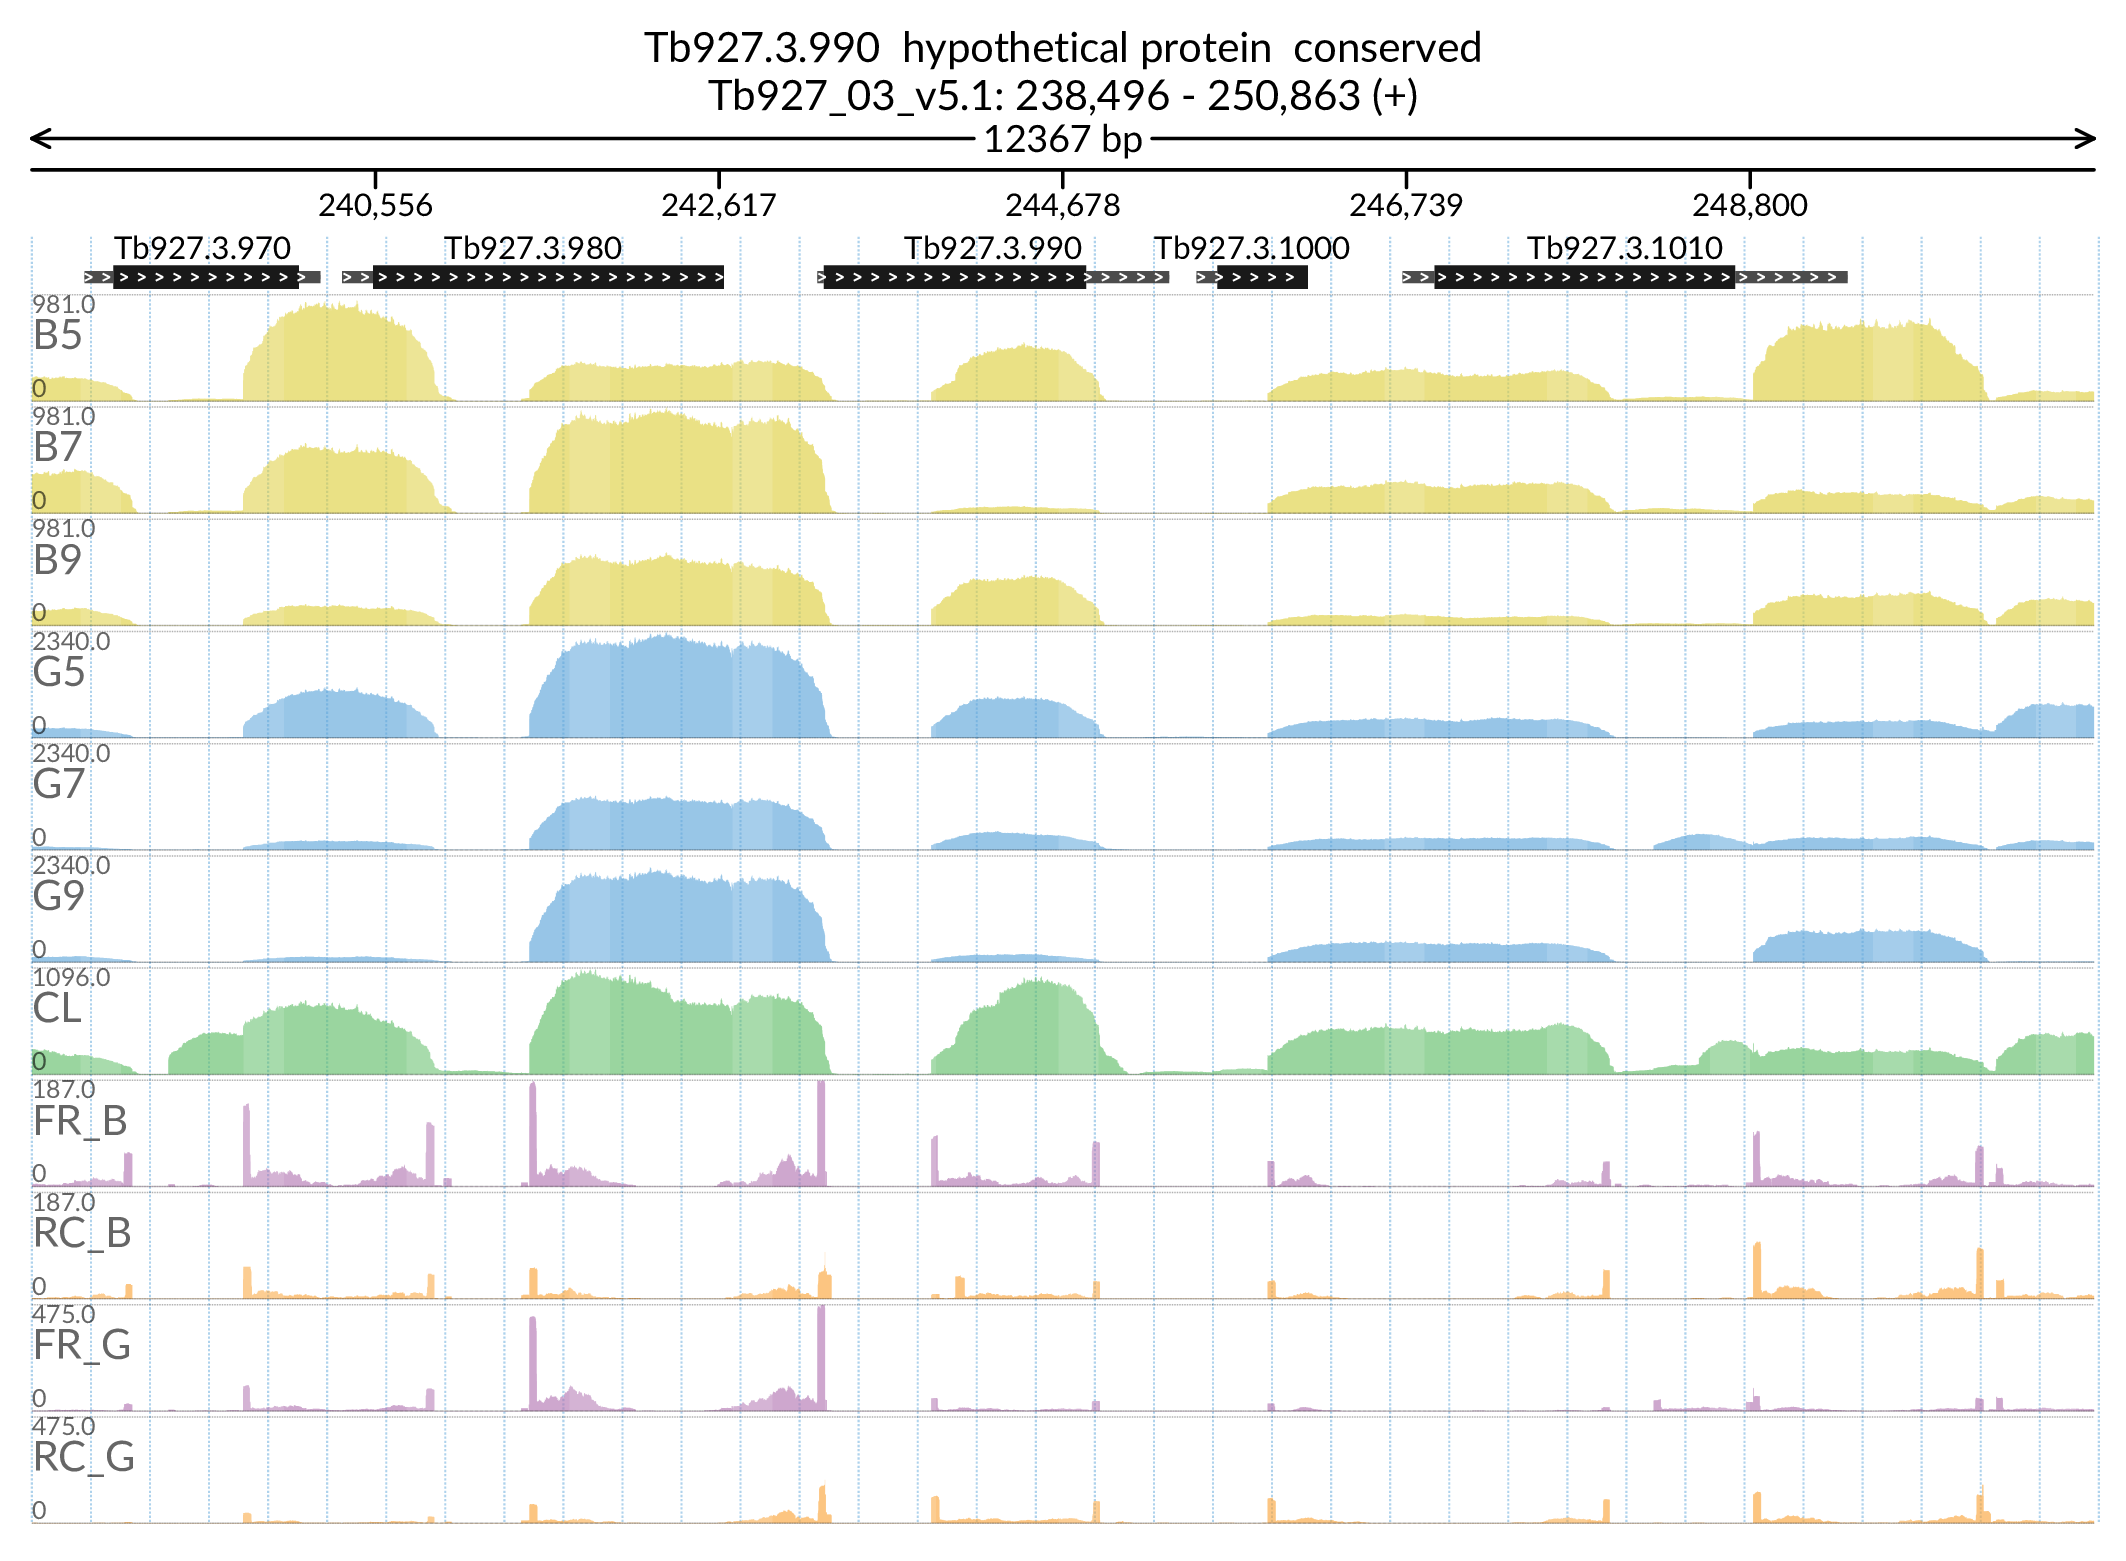 Tb927.3.990  hypothetical protein  conserved
Tb927_03_v5.1: 238,496 - 250,863 (+)
12367 bp
240,556 242,617 244,678 246,739 248,800
Tb927.3.970 Tb927.3.980 Tb927.3.990 Tb927.3.1000 Tb927.3.1010
981.0
B5
0
981.0
B7
0
981.0
B9
0
2340.0
G5
0
2340.0
G7
0
2340.0
G9
0
1096.0
CL
0
187.0
FR_B
0
187.0
RC_B
0
475.0
FR_G
0
475.0
RC_G
0